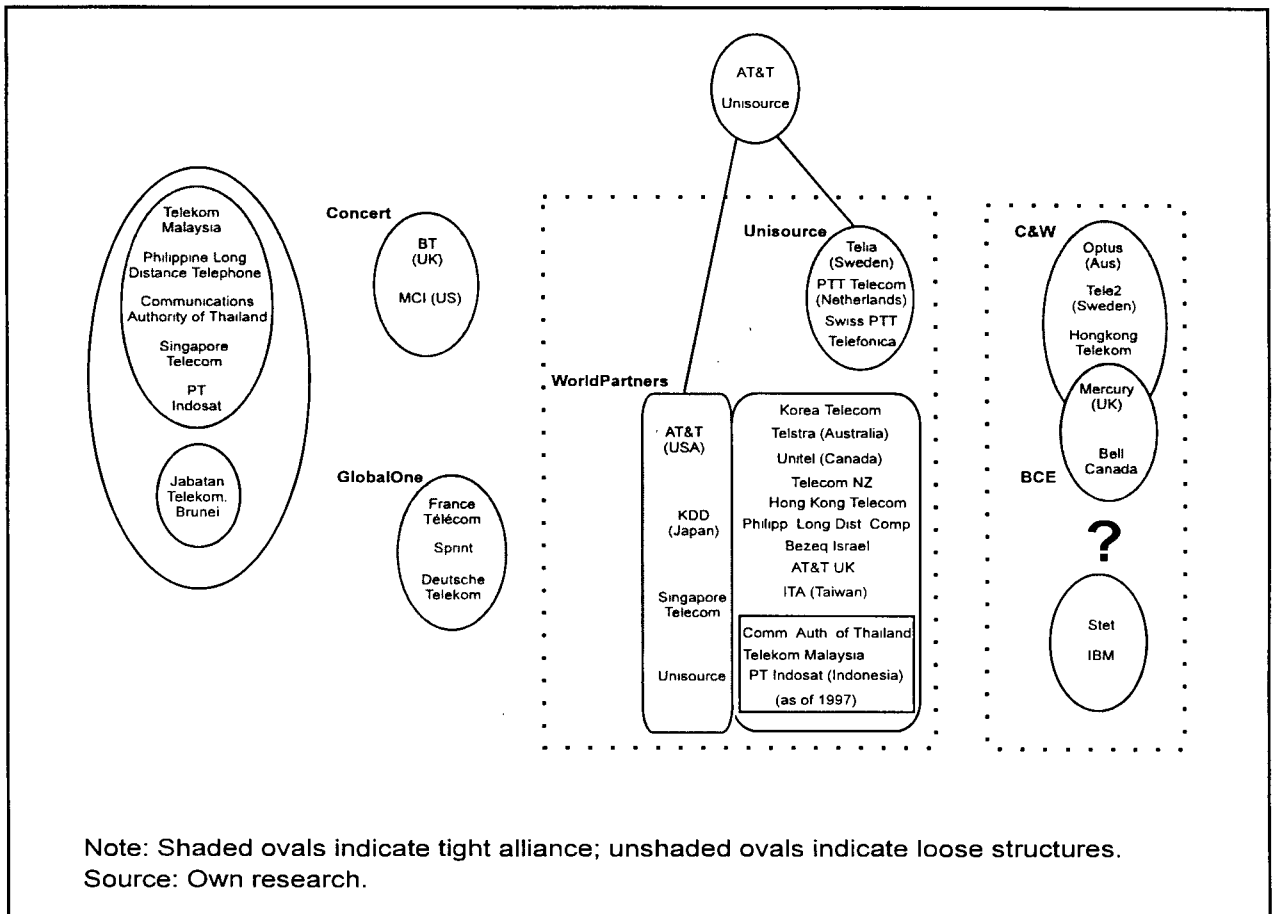 AT&T
Unisource
Telekom
Malaysia
Philippine Long
Distance Telephone
Communications
Authority of Thailand
Singapore
Telecom
PT
Indosat
Jabatan
Telekom.
Brunei
Concert
BT
(UK)
MCI (US)
GlobalOne
France
Télécom
Sprint
Deutsche
Telekom
Unisource
Telia
(Sweden)
PTT Telecom
(Netherlands)
Swiss PTT
Telefonica
WorldPartners
AT&T
(USA)
KDD
(Japan)
Singapore
Telecom
Unisource
Korea Telecom
Telstra (Australia)
Unitel (Canada)
Telecom NZ
Hong Kong Telecom
Philipp Long Dist Comp
Bezeq Israel
AT&T UK
ITA (Taiwan)
Comm Auth of Thailand
Telekom Malaysia
PT Indosat (Indonesia)
(as of 1997)
C&W
Optus
(Aus)
Tele2
(Sweden)
Hongkong
Telekom
Mercury
(UK)
Bell
Canada
BCE
?
Stet
IBM
Note: Shaded ovals indicate tight alliance; unshaded ovals indicate loose structures.
Source: Own research.